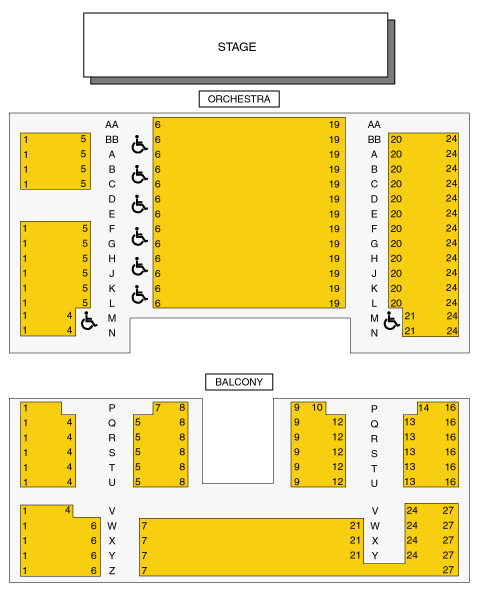 STAGE
ORCHESTRA
AA 6 19 AA
1 5 BB 6 19 BB 20 24
1 5 A 6 19 A 20 24
1 5 B 6 19 B 20 24
1 5 C 6 19 C 20 24
D 6 19 D 20 24
E 6 19 E 20 24
1 5 F 6 19 F 20 24
1 5 G 6 19 G 20 24
1 5 H 6 19 H 20 24
1 5 J 6 19 J 20 24
1 5 K 6 19 K 20 24
1 5 L 6 19 L 20 24
1 4 M M 21 24
1 4 N N 21 24
BALCONY
1 P 7 8 9 10 P 14 16
1 4 Q 5 8 9 12 Q 13 16
1 4 R 5 8 9 12 R 13 16
1 4 S 5 8 9 12 S 13 16
1 4 T 5 8 9 12 T 13 16
1 4 U 5 8 9 12 U 13 16
1 4 V V 24 27
1 6 W 7 21 W 24 27
1 6 X 7 21 X 24 27
1 6 Y 7 21 Y 24 27
1 6 Z 7 27